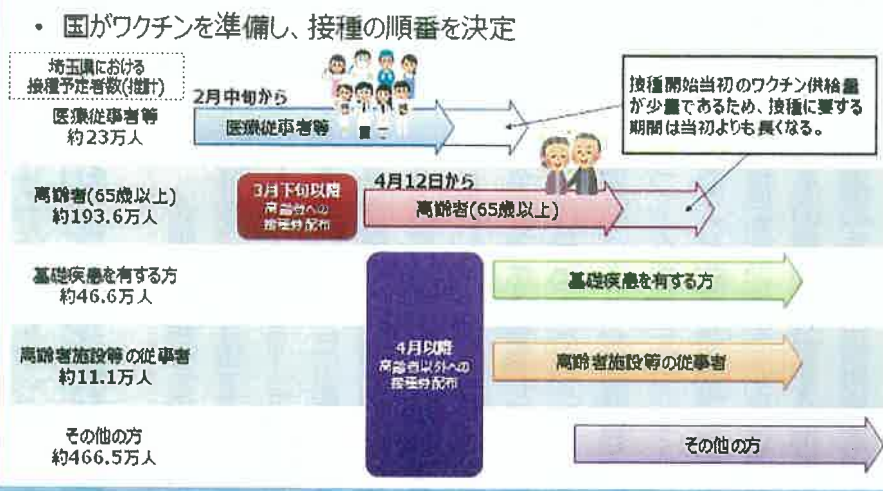 • 国がワクチンを準備し、接種の順番を決定
埼玉県における
接種予定者数(推計)
医療従事者等
約23万人
2月中旬から
医療従事者等
接種開始当初のワクチン供給量
が少量であるため、接種に要する
期間は当初よりも長くなる。
高齢者(65歳以上)
約193.6万人
3月下旬以降
高齢者への
接種券配布
4月12日から
高齢者(65歳以上)
基礎疾患を有する方
約46.6万人
基礎疾患を有する方
高齢者施設等の従事者
約11.1万人
4月以降
高齢者以外への
接種券配布
高齢者施設等の従事者
その他の方
約466.5万人
その他の方